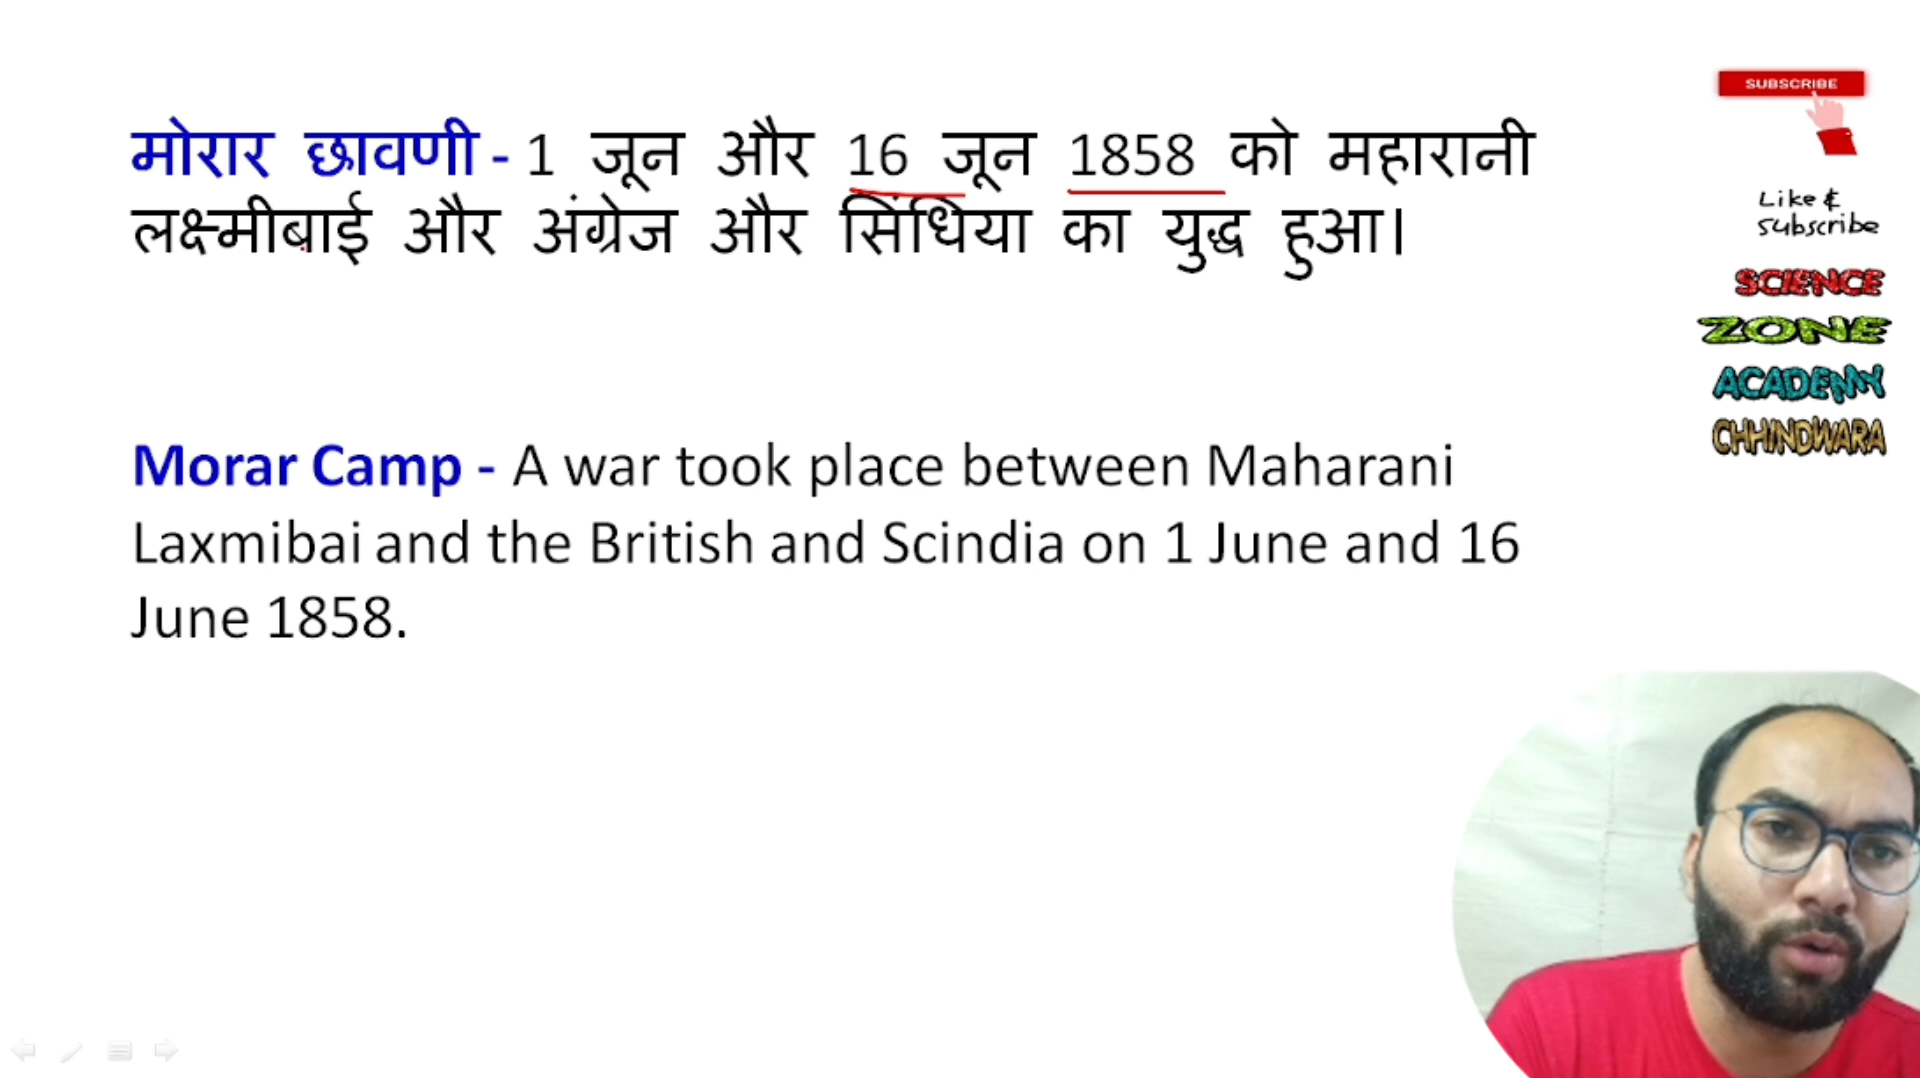 मोरार छावणी - 1 जून और 16 जून 1858 को महारानी
लक्ष्मीबाई और अंग्रेज और सिंधिया का युद्ध हुआ।
Morar Camp - A war took place between Maharani
Laxmibai and the British and Scindia on 1 June and 16
June 1858.
SUBSCRIBE
Like &
Subscribe
SCIENCE
ZONE
ACADEMY
CHHINDWARA